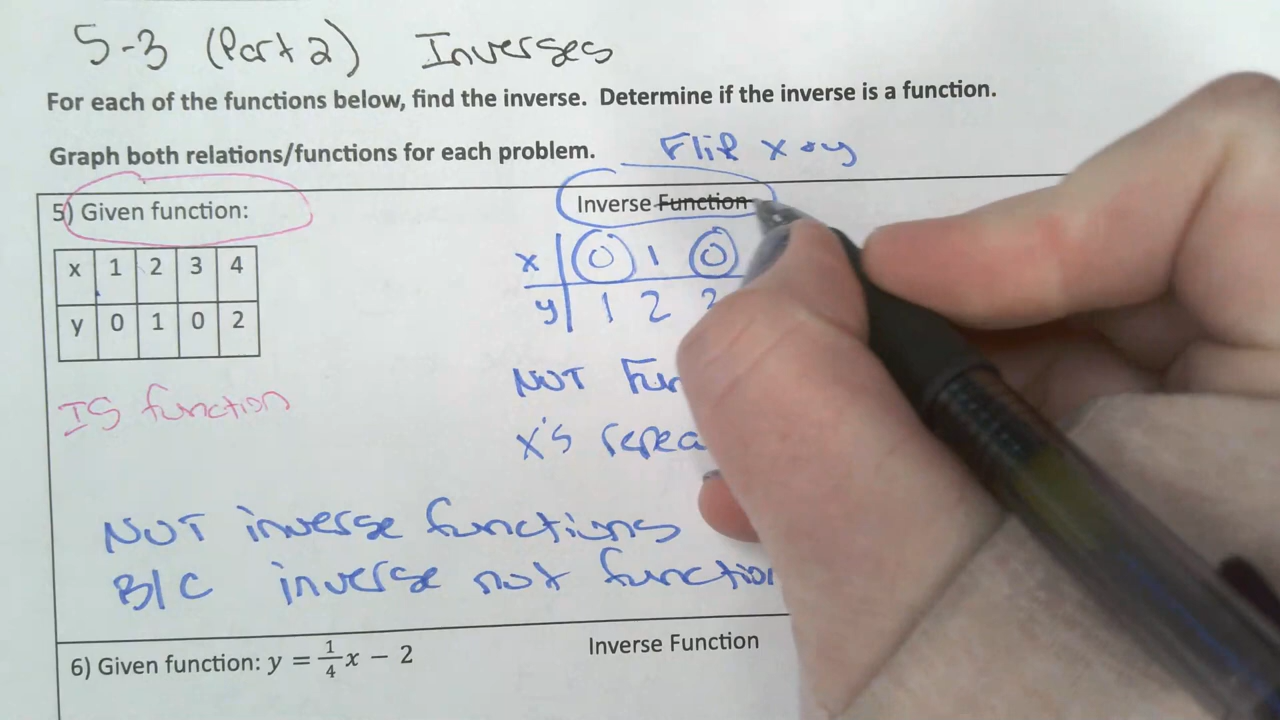 5-3 (Part 2) Inverses
For each of the functions below, find the inverse. Determine if the inverse is a function.
Graph both relations/functions for each problem.
Flip x + y
5) Given function:
x 1 2 3 4
y 0 1 0 2
IS function
Inverse Function
x 0 1 0
y 1 2
NOT
x's
NOT inverse functions
B/C inverse not function
6) Given function: y = 1/4 x − 2
Inverse Function